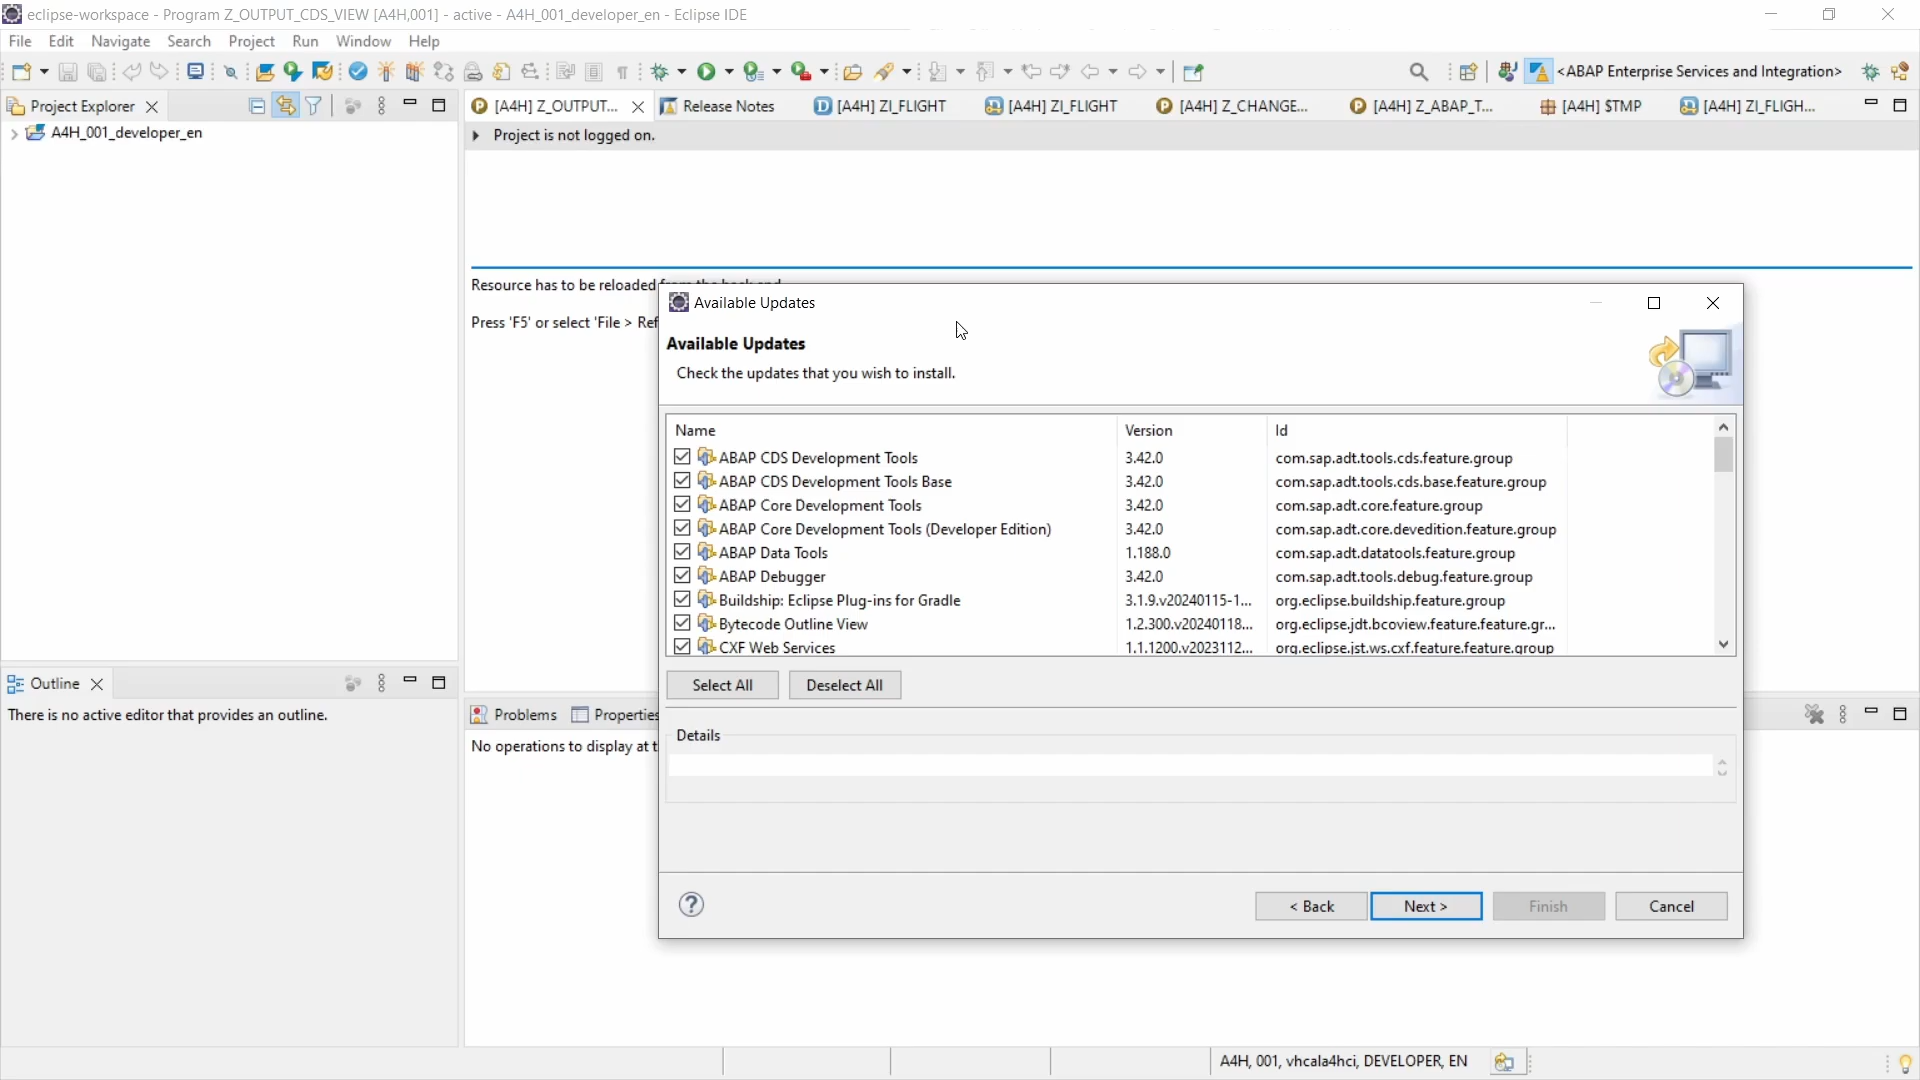 eclipse-workspace - Program Z_OUTPUT_CDS_VIEW [A4H,001] - active - A4H_001_developer_en - Eclipse IDE
File Edit Navigate Search Project Run Window Help
<ABAP Enterprise Services and Integration>
Project Explorer
[A4H] Z_OUTPUT... Release Notes [A4H] ZI_FLIGHT [A4H] ZI_FLIGHT [A4H] Z_CHANGE... [A4H] Z_ABAP_T... [A4H] $TMP [A4H] ZI_FLIGH...
A4H_001_developer_en
Project is not logged on.
Resource has to be reloaded from the back end
Press 'F5' or select 'File > Ref
Available Updates
Available Updates
Check the updates that you wish to install.
Name Version Id
ABAP CDS Development Tools 3.42.0 com.sap.adt.tools.cds.feature.group
ABAP CDS Development Tools Base 3.42.0 com.sap.adt.tools.cds.base.feature.group
ABAP Core Development Tools 3.42.0 com.sap.adt.core.feature.group
ABAP Core Development Tools (Developer Edition) 3.42.0 com.sap.adt.core.devedition.feature.group
ABAP Data Tools 1.188.0 com.sap.adt.datatools.feature.group
ABAP Debugger 3.42.0 com.sap.adt.tools.debug.feature.group
Buildship: Eclipse Plug-ins for Gradle 3.1.9.v20240115-1... org.eclipse.buildship.feature.group
Bytecode Outline View 1.2.300.v20240118... org.eclipse.jdt.bcoview.feature.feature.gr...
CXF Web Services 1.1.1200.v2023112... org.eclipse.jst.ws.cxf.feature.feature.group
Select All Deselect All
Details
< Back Next > Finish Cancel
Outline
There is no active editor that provides an outline.
Problems Properties
No operations to display at t
A4H, 001, vhcala4hci, DEVELOPER, EN